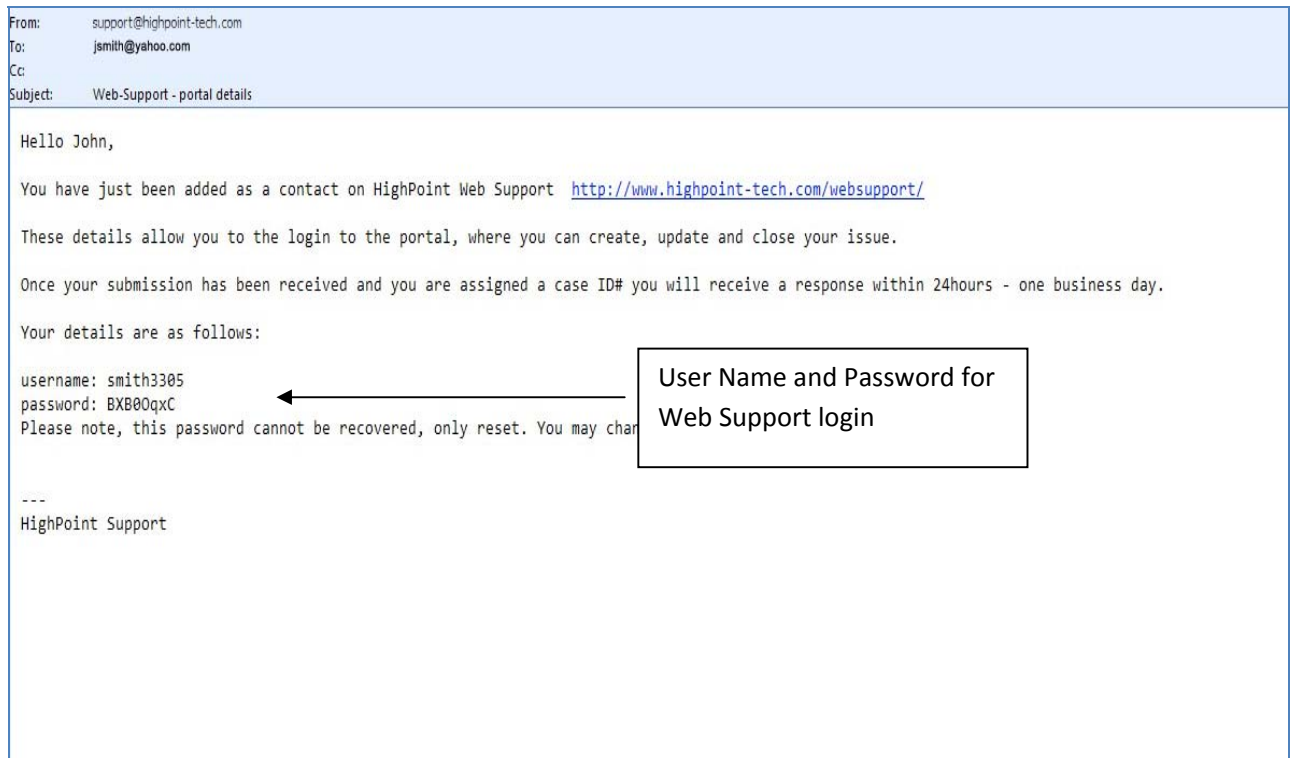 From: support@highpoint-tech.com
To: jsmith@yahoo.com
Cc:
Subject: Web-Support - portal details
Hello John,
You have just been added as a contact on HighPoint Web Support http://www.highpoint-tech.com/websupport/
These details allow you to the login to the portal, where you can create, update and close your issue.
Once your submission has been received and you are assigned a case ID# you will receive a response within 24hours - one business day.
Your details are as follows:
username: smith3305
password: BXB0OqxC
Please note, this password cannot be recovered, only reset. You may
User Name and Password for
Web Support login
---
HighPoint Support